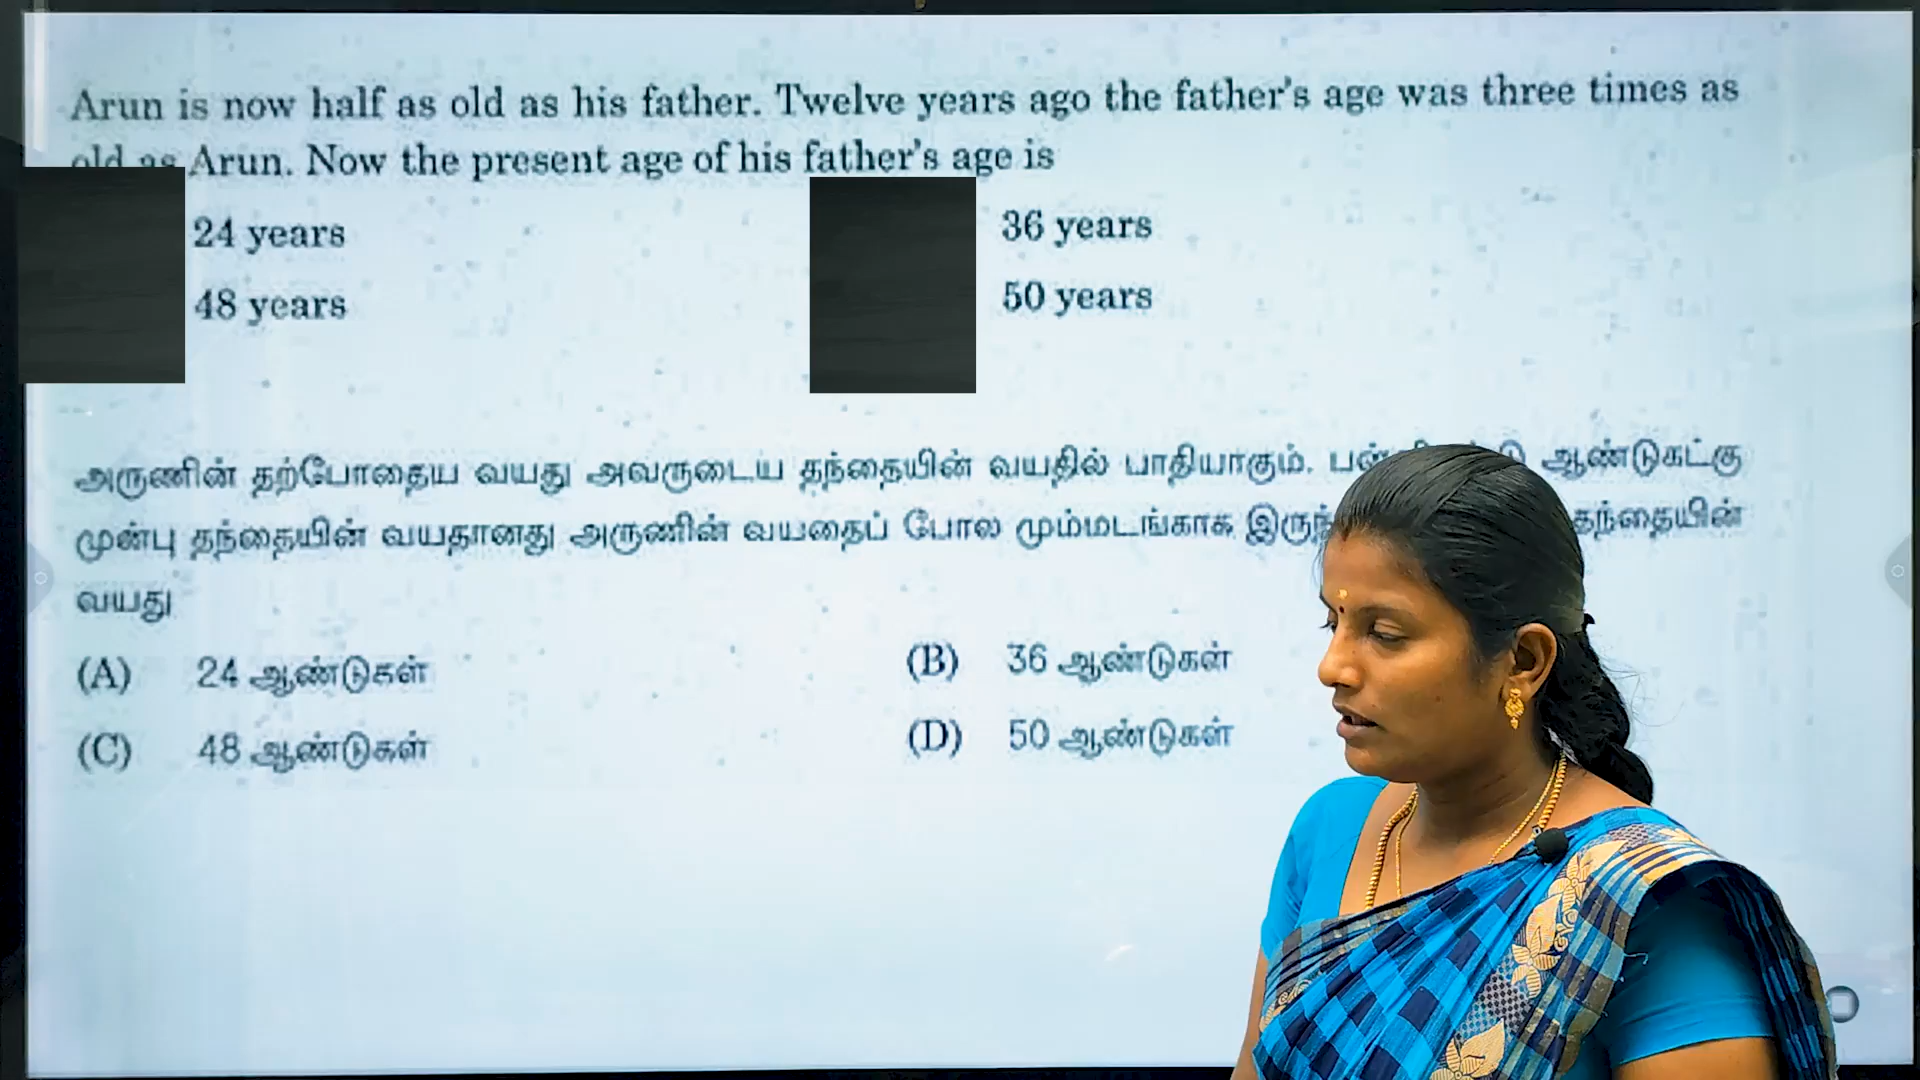 Arun is now half as old as his father. Twelve years ago the father's age was three times as
old as Arun. Now the present age of his father's age is
24 years
36 years
48 years
50 years
அருணின் தற்போதைய வயது அவருடைய தந்தையின் வயதில் பாதியாகும். ஆண்டுகட்கு
முன்பு தந்தையின் வயதானது அருணின் வயதைப் போல மும்மடங்காக தந்தையின்
வயது
(A) 24 ஆண்டுகள்
(B) 36 ஆண்டுகள்
(C) 48 ஆண்டுகள்
(D) 50 ஆண்டுகள்